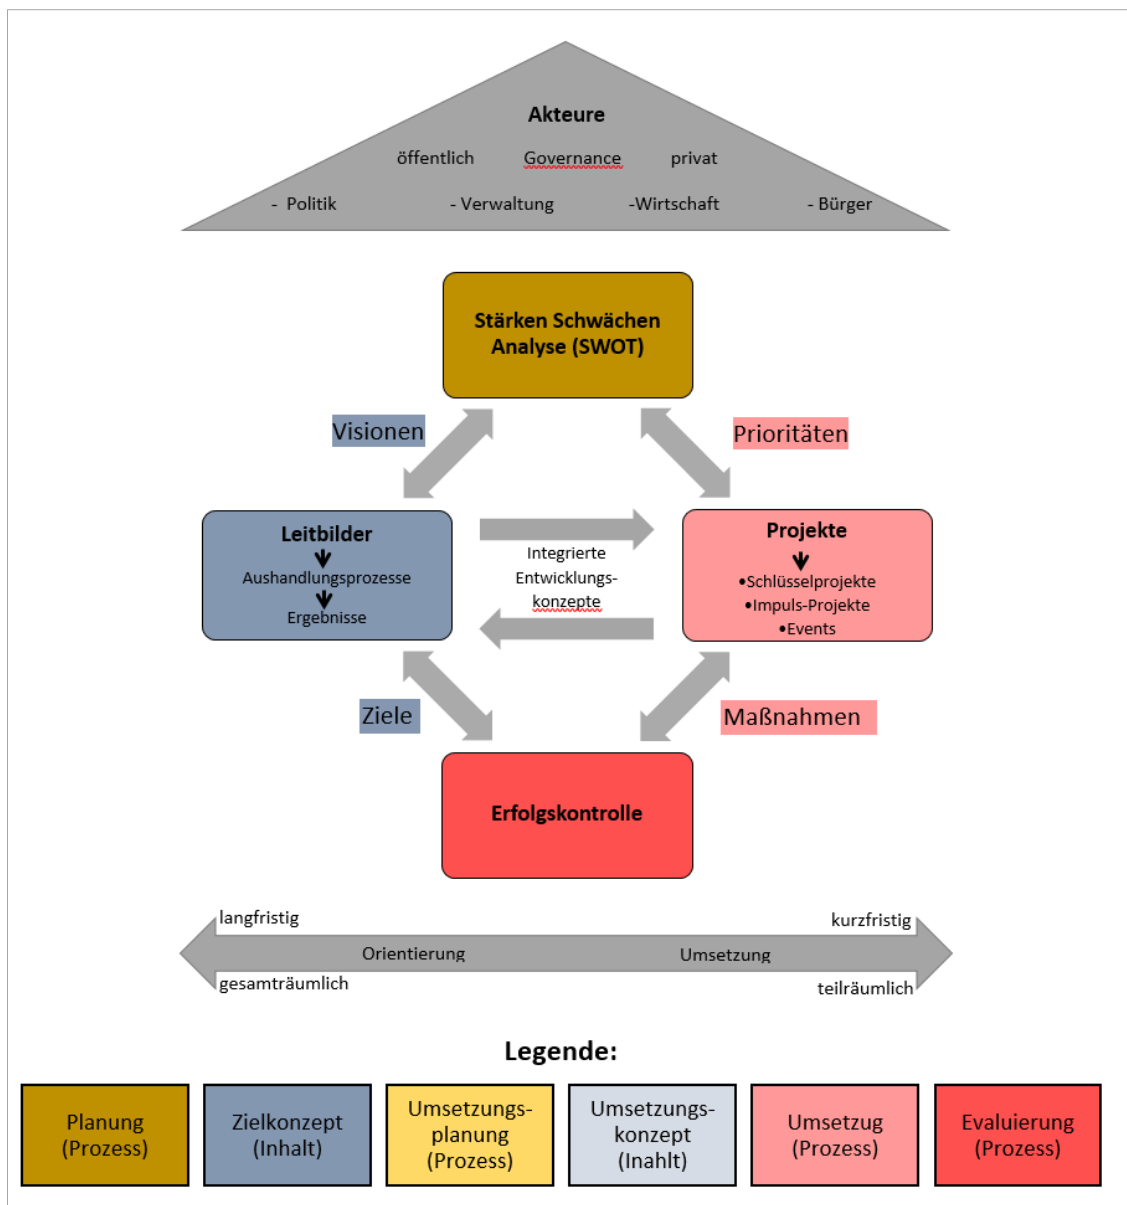 Akteure
öffentlich Governance privat
- Politik - Verwaltung -Wirtschaft - Bürger
Stärken Schwächen
Analyse (SWOT)
Visionen
Prioritäten
Leitbilder
Aushandlungsprozesse
Ergebnisse
Integrierte
Entwicklungs-
konzepte
Projekte
•Schlüsselprojekte
•Impuls-Projekte
•Events
Ziele
Maßnahmen
Erfolgskontrolle
langfristig kurzfristig
Orientierung Umsetzung
gesamträumlich teilräumlich
Legende:
Planung
(Prozess)
Zielkonzept
(Inhalt)
Umsetzungs-
planung
(Prozess)
Umsetzungs-
konzept
(Inahlt)
Umsetzug
(Prozess)
Evaluierung
(Prozess)